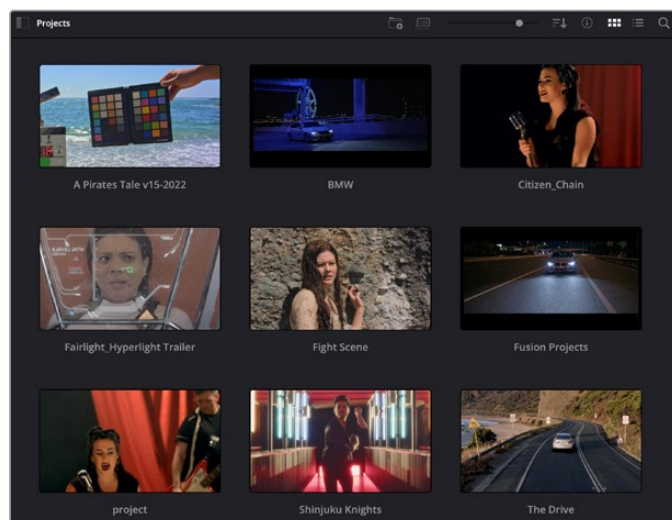 Projects
A Pirates Tale v15-2022
BMW
Citizen_Chain
Fairlight_Hyperlight Trailer
Fight Scene
Fusion Projects
project
Shinjuku Knights
The Drive